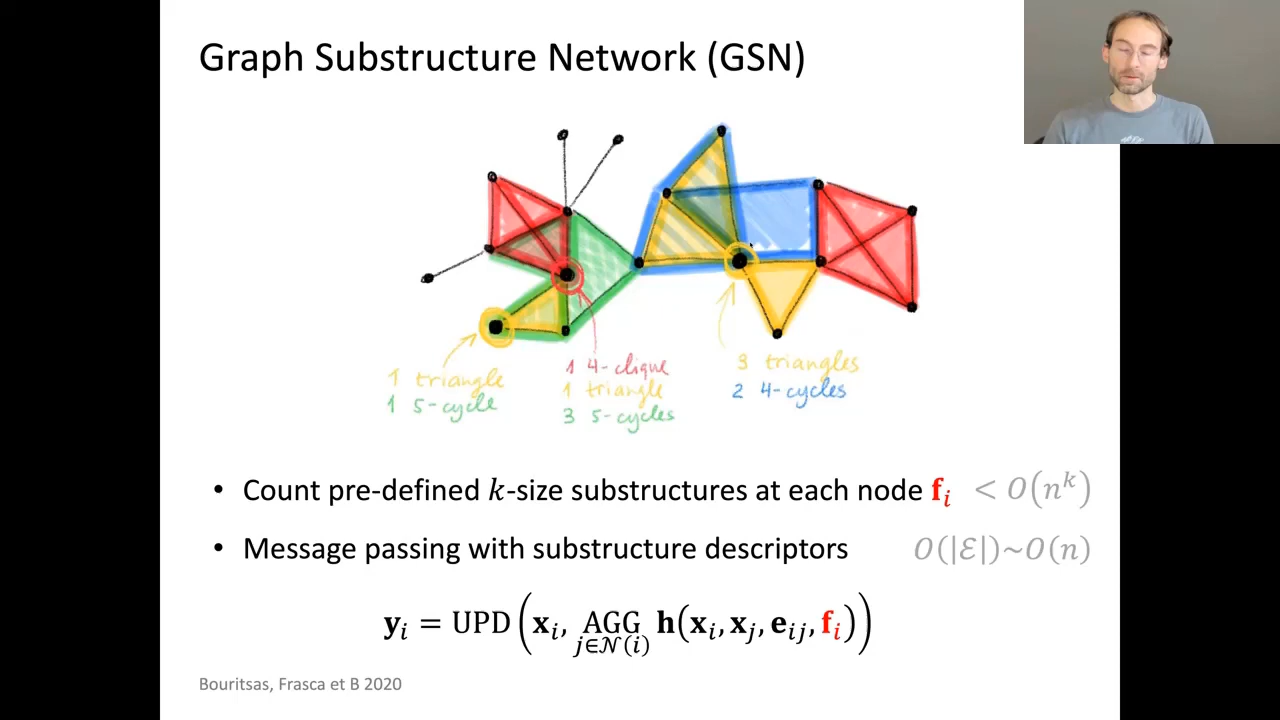 Graph Substructure Network (GSN)
1 triangle
1 5-cycle
1 4-clique
1 triangle
3 5-cycles
3 triangles
2 4-cycles
• Count pre-defined k-size substructures at each node f_i < O(n^k)
• Message passing with substructure descriptors O(|ℰ|)~O(n)
y_i = UPD(x_i, AGG_{j∈𝒩(i)} h(x_i, x_j, e_ij, f_i))
Bouritsas, Frasca et B 2020